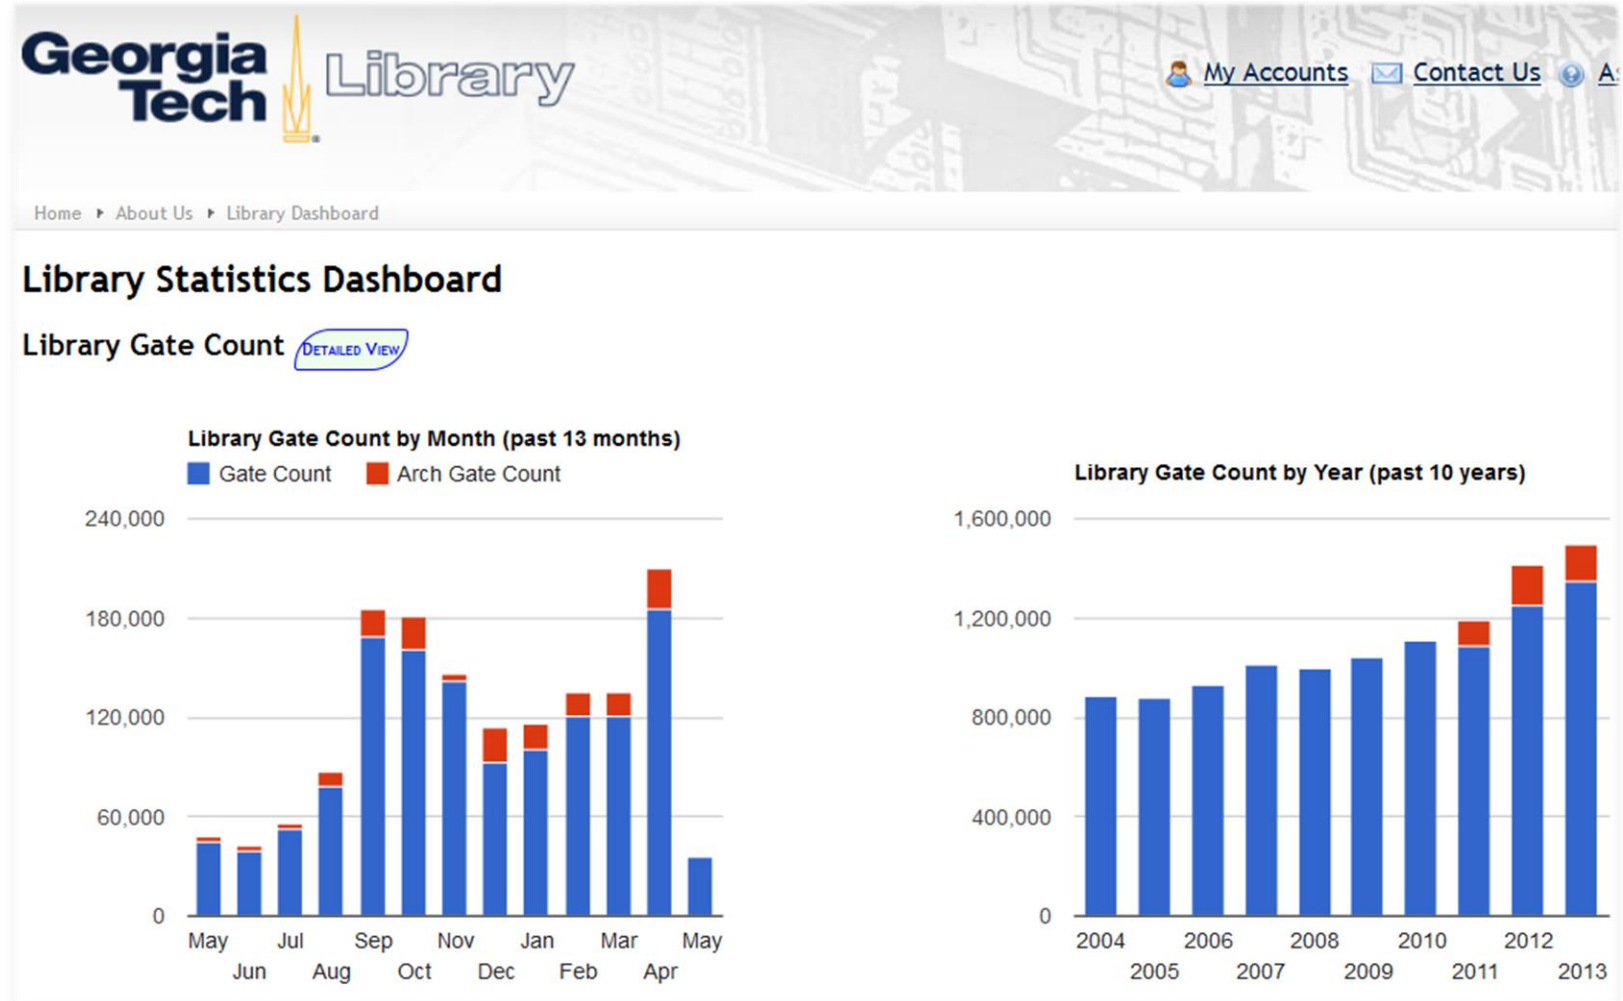 Georgia
Tech
Library
My Accounts Contact Us
Home About Us Library Dashboard
Library Statistics Dashboard
Library Gate Count DETAILED VIEW
Library Gate Count by Month (past 13 months)
Gate Count Arch Gate Count
240,000
180,000
120,000
60,000
0
May Jul Sep Nov Jan Mar May
Jun Aug Oct Dec Feb Apr
Library Gate Count by Year (past 10 years)
1,600,000
1,200,000
800,000
400,000
0
2004 2006 2008 2010 2012
2005 2007 2009 2011 2013